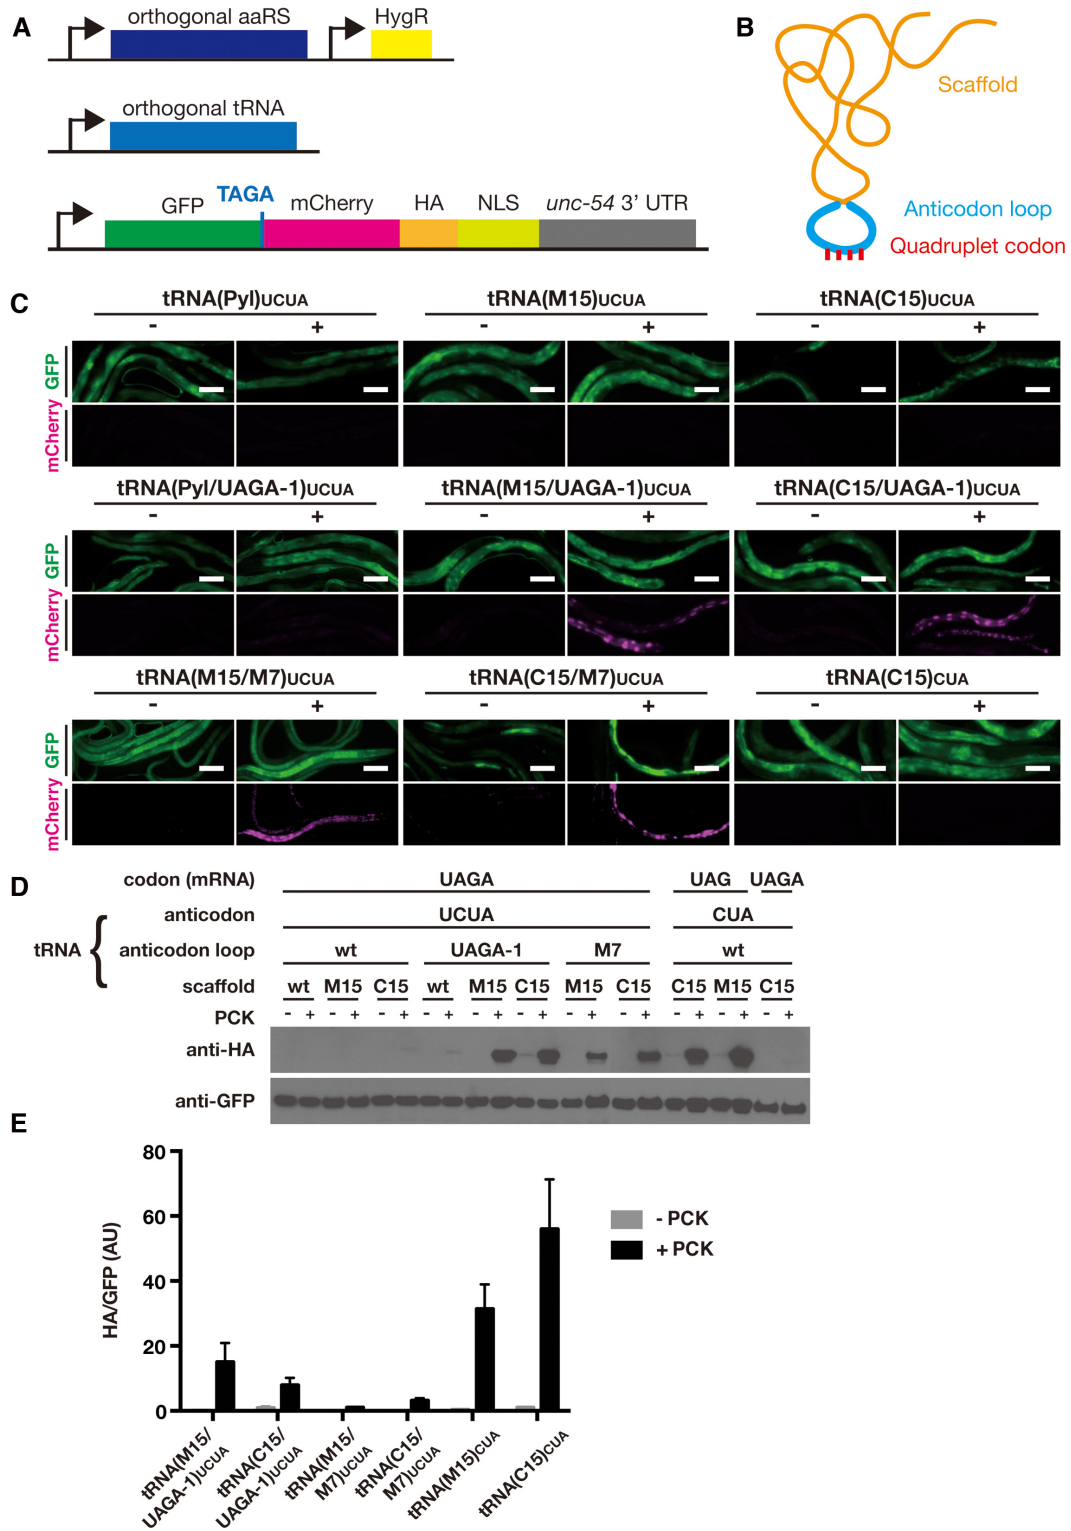 A
orthogonal aaRS
HygR
orthogonal tRNA
GFP
TAGA
mCherry
HA
NLS
unc-54 3' UTR
B
Scaffold
Anticodon loop
Quadruplet codon
C
tRNA(Pyl)UCUA
tRNA(M15)UCUA
tRNA(C15)UCUA
- + - + - +
GFP
mCherry
tRNA(Pyl/UAGA-1)UCUA
tRNA(M15/UAGA-1)UCUA
tRNA(C15/UAGA-1)UCUA
- + - + - +
GFP
mCherry
tRNA(M15/M7)UCUA
tRNA(C15/M7)UCUA
tRNA(C15)CUA
- + - + - +
GFP
mCherry
D
codon (mRNA) UAGA UAG UAGA
tRNA {
anticodon UCUA CUA
anticodon loop wt UAGA-1 M7 wt
scaffold wt M15 C15 wt M15 C15 M15 C15 C15 M15 C15
PCK - + - + - + - + - + - + - + - + - + - + - +
anti-HA
anti-GFP
E
HA/GFP (AU)
80
60
40
20
0
- PCK
+ PCK
tRNA(M15/
UAGA-1)UCUA
tRNA(C15/
UAGA-1)UCUA
tRNA(M15/
M7)UCUA
tRNA(C15/
M7)UCUA
tRNA(M15)CUA
tRNA(C15)CUA